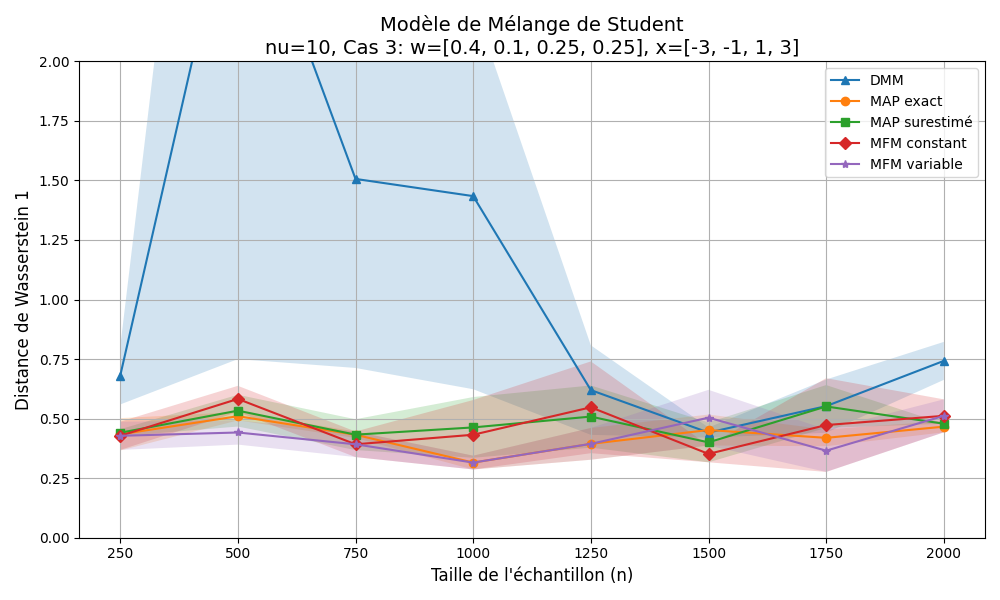 Modèle de Mélange de Student
nu=10, Cas 3: w=[0.4, 0.1, 0.25, 0.25], x=[-3, -1, 1, 3]
Distance de Wasserstein 1
2.00
1.75
1.50
1.25
1.00
0.75
0.50
0.25
0.00
DMM
MAP exact
MAP surestimé
MFM constant
MFM variable
250
500
750
1000
1250
1500
1750
2000
Taille de l'échantillon (n)